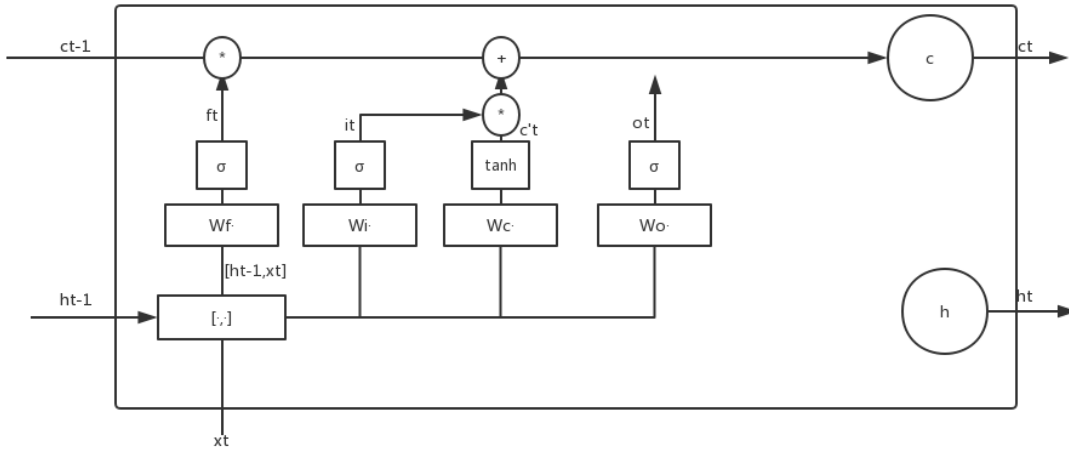 ct-1
*
+
c
ct
ft
it
*
c't
ot
σ
σ
tanh
σ
Wf·
Wi·
Wc·
Wo·
[ht-1,xt]
ht-1
[·,·]
h
ht
xt